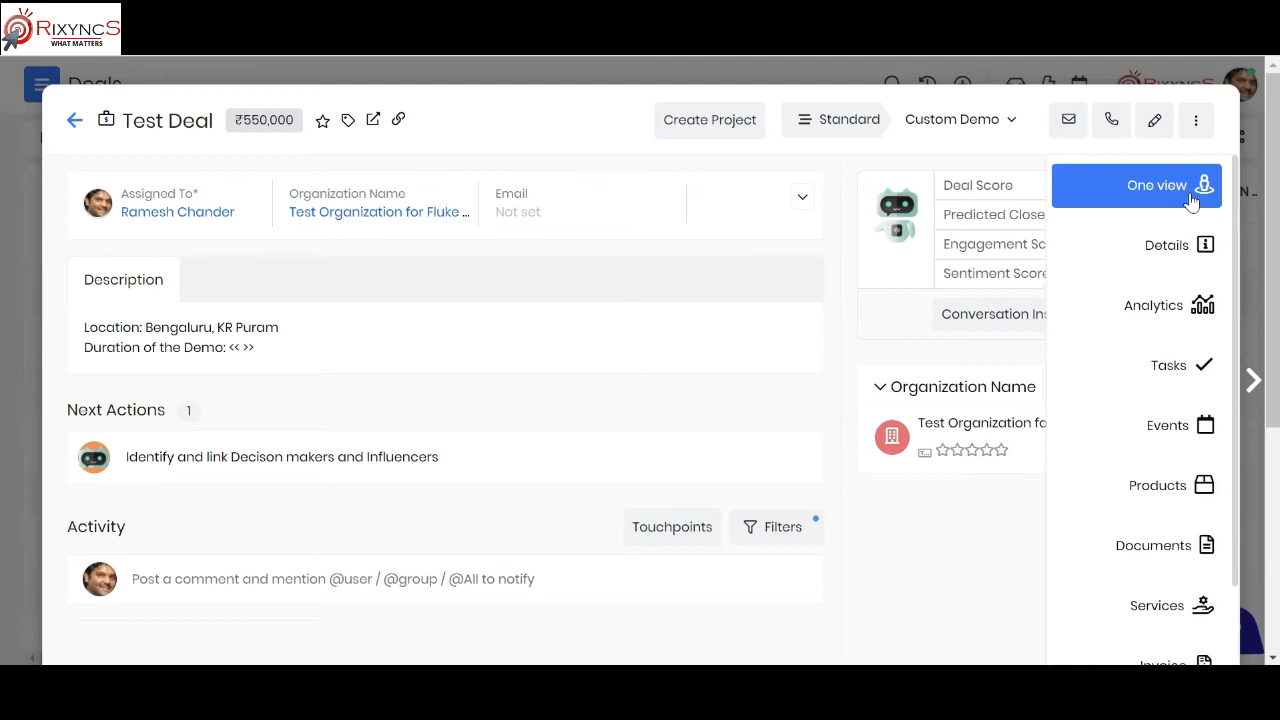 RIXYNCS
WHAT MATTERS
Deals
Test Deal
₹550,000
Create Project
Standard
Custom Demo
Assigned To*
Ramesh Chander
Organization Name
Test Organization for Fluke ...
Email
Not set
Description
Location: Bengaluru, KR Puram
Duration of the Demo: << >>
Next Actions 1
Identify and link Decison makers and Influencers
Activity
Touchpoints
Filters
Post a comment and mention @user / @group / @All to notify
Deal Score
Predicted Close
Engagement Sc
Sentiment Score
Conversation Ins
Organization Name
Test Organization fo
One view
Details
Analytics
Tasks
Events
Products
Documents
Services
Invoice